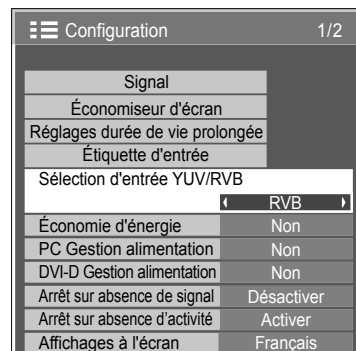 Configuration 1/2
Signal
Économiseur d'écran
Réglages durée de vie prolongée
Étiquette d'entrée
Sélection d'entrée YUV/RVB
RVB
Économie d'énergie Non
PC Gestion alimentation Non
DVI-D Gestion alimentation Non
Arrêt sur absence de signal Désactiver
Arrêt sur absence d'activité Activer
Affichages à l'écran Français